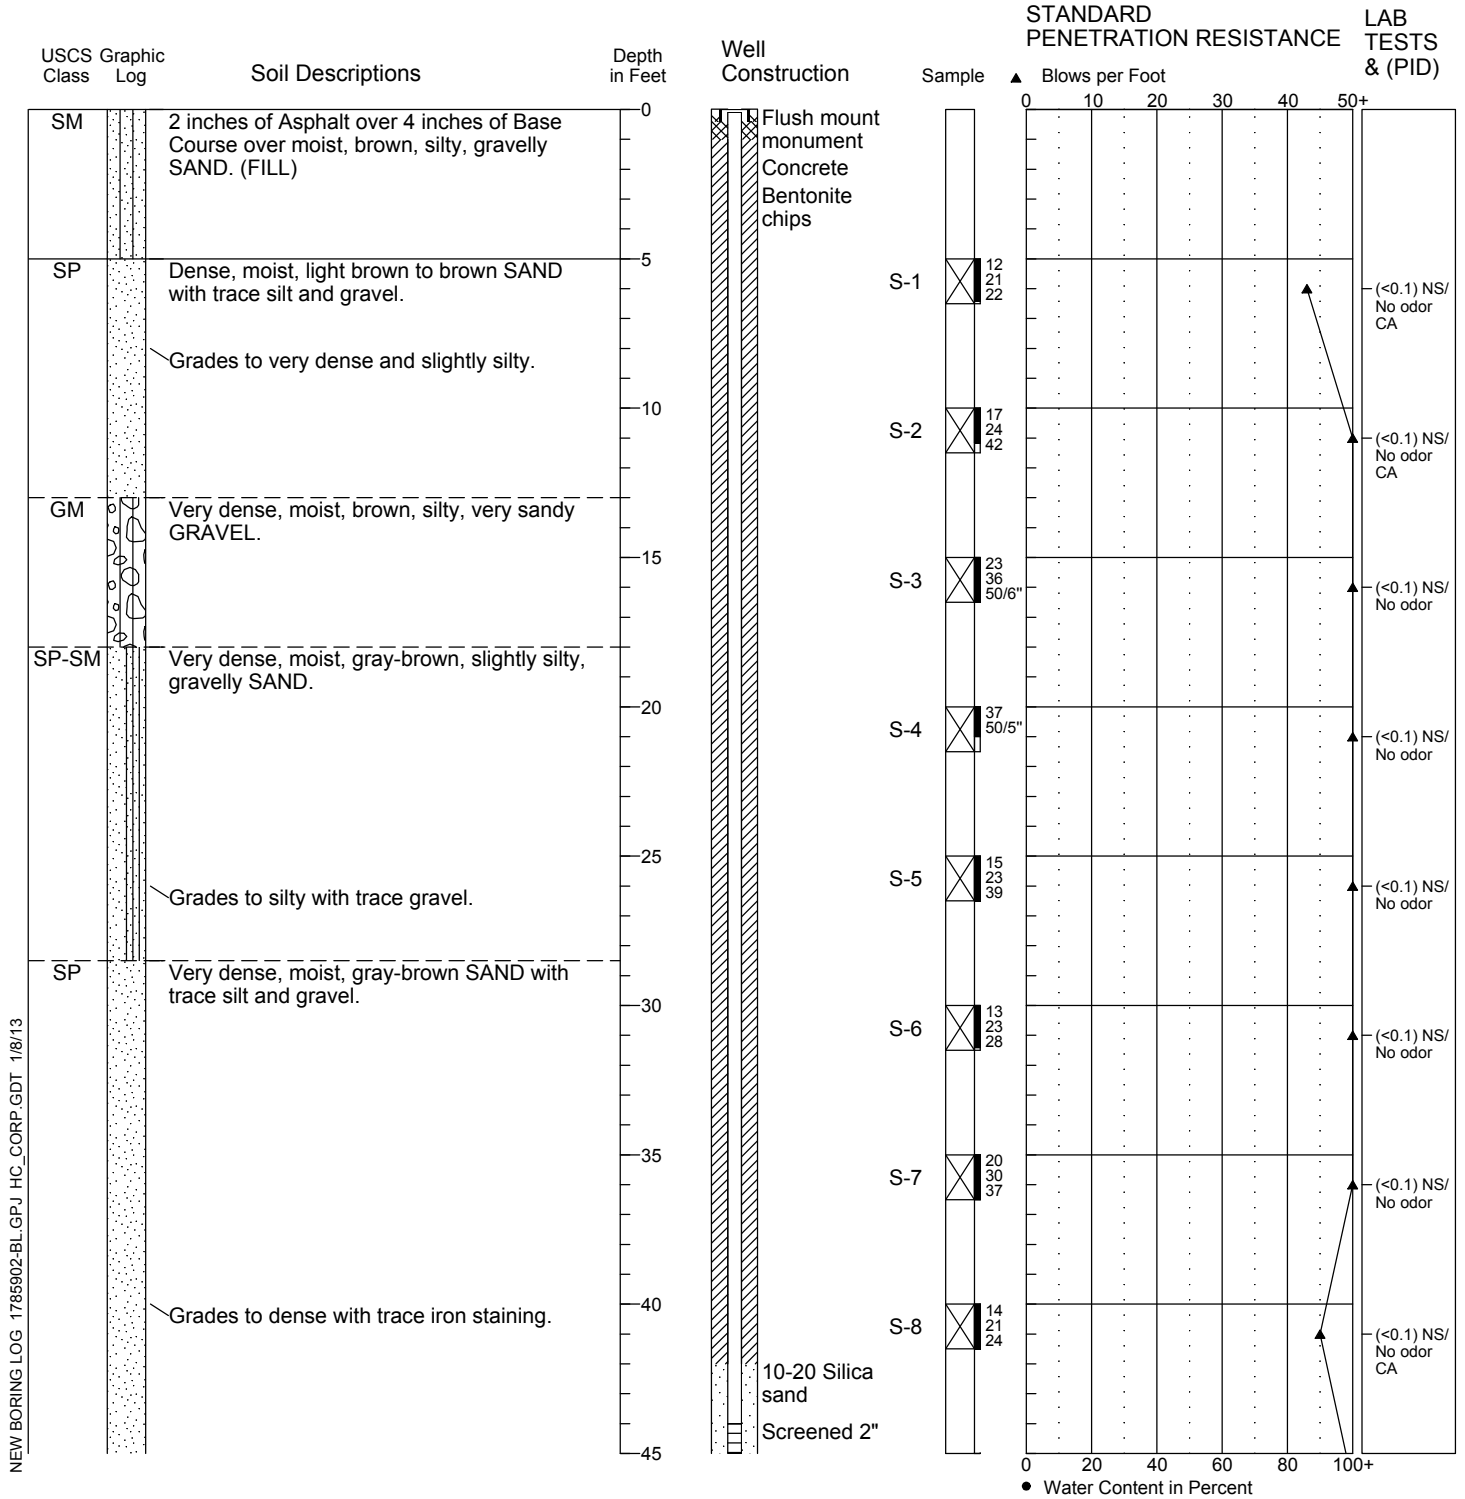 STANDARD
PENETRATION RESISTANCE
LAB
TESTS
& (PID)
USCS Graphic
Class Log
Soil Descriptions
Depth
in Feet
Well
Construction
Sample
▲ Blows per Foot
0 10 20 30 40 50+
SM
2 inches of Asphalt over 4 inches of Base
Course over moist, brown, silty, gravelly
SAND. (FILL)
0
Flush mount
monument
Concrete
Bentonite
chips
SP
Dense, moist, light brown to brown SAND
with trace silt and gravel.
5
S-1
12
21
22
(<0.1) NS/
No odor
CA
Grades to very dense and slightly silty.
10
S-2
17
24
42
(<0.1) NS/
No odor
CA
GM
Very dense, moist, brown, silty, very sandy
GRAVEL.
15
S-3
23
36
50/6"
(<0.1) NS/
No odor
SP-SM
Very dense, moist, gray-brown, slightly silty,
gravelly SAND.
20
S-4
37
50/5"
(<0.1) NS/
No odor
25
S-5
15
23
39
(<0.1) NS/
No odor
Grades to silty with trace gravel.
SP
Very dense, moist, gray-brown SAND with
trace silt and gravel.
30
S-6
13
23
28
(<0.1) NS/
No odor
35
S-7
20
30
37
(<0.1) NS/
No odor
40
Grades to dense with trace iron staining.
S-8
14
21
24
(<0.1) NS/
No odor
CA
10-20 Silica
sand
Screened 2"
45
0 20 40 60 80 100+
● Water Content in Percent
NEW BORING LOG 1785902-BL.GPJ HC_CORP.GDT 1/8/13